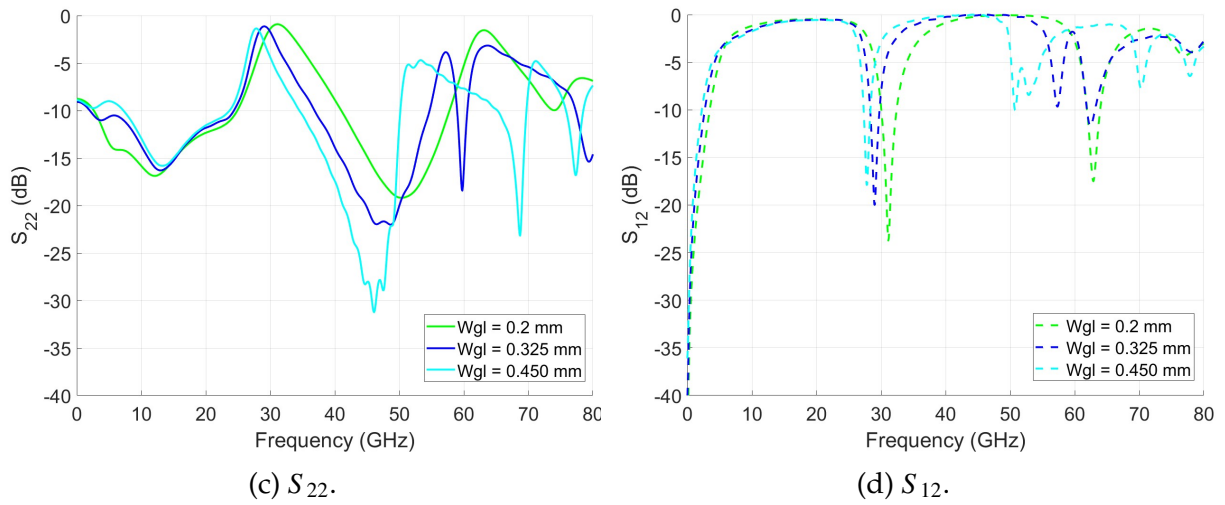 0
-5
-10
-15
-20
-25
-30
-35
-40
S22 (dB)
0 10 20 30 40 50 60 70 80
Frequency (GHz)
Wgl = 0.2 mm
Wgl = 0.325 mm
Wgl = 0.450 mm
(c) S22.
0
-5
-10
-15
-20
-25
-30
-35
-40
S12 (dB)
0 10 20 30 40 50 60 70 80
Frequency (GHz)
Wgl = 0.2 mm
Wgl = 0.325 mm
Wgl = 0.450 mm
(d) S12.